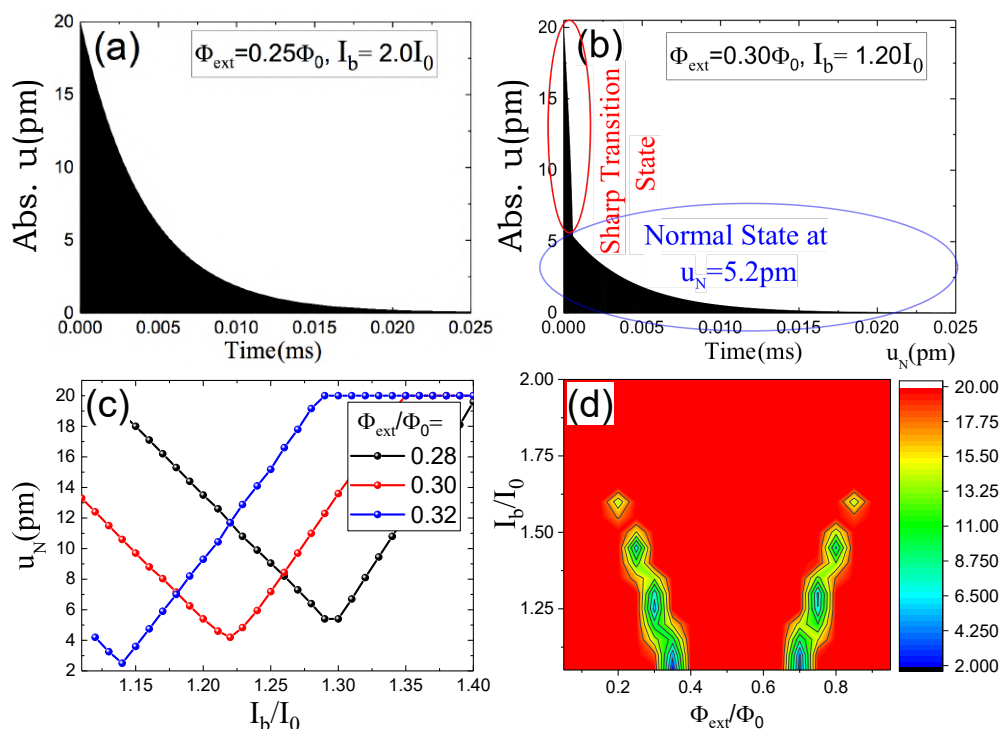 (a)
Φext=0.25Φ0, Ib= 2.0I0
Abs. u(pm)
20
15
10
5
0
0.000 0.005 0.010 0.015 0.020 0.025
Time(ms)
(b)
Φext=0.30Φ0, Ib= 1.20I0
Abs. u(pm)
20
15
10
5
0
Sharp Transition
State
Normal State at
uN=5.2pm
0.000 0.005 0.010 0.015 0.020 0.025
Time(ms)
(c)
uN(pm)
20
18
16
14
12
10
8
6
4
2
Φext/Φ0=
0.28
0.30
0.32
1.15 1.20 1.25 1.30 1.35 1.40
Ib/I0
(d)
Ib/I0
2.00
1.75
1.50
1.25
0.2 0.4 0.6 0.8
Φext/Φ0
uN(pm)
20.00
17.75
15.50
13.25
11.00
8.750
6.500
4.250
2.000